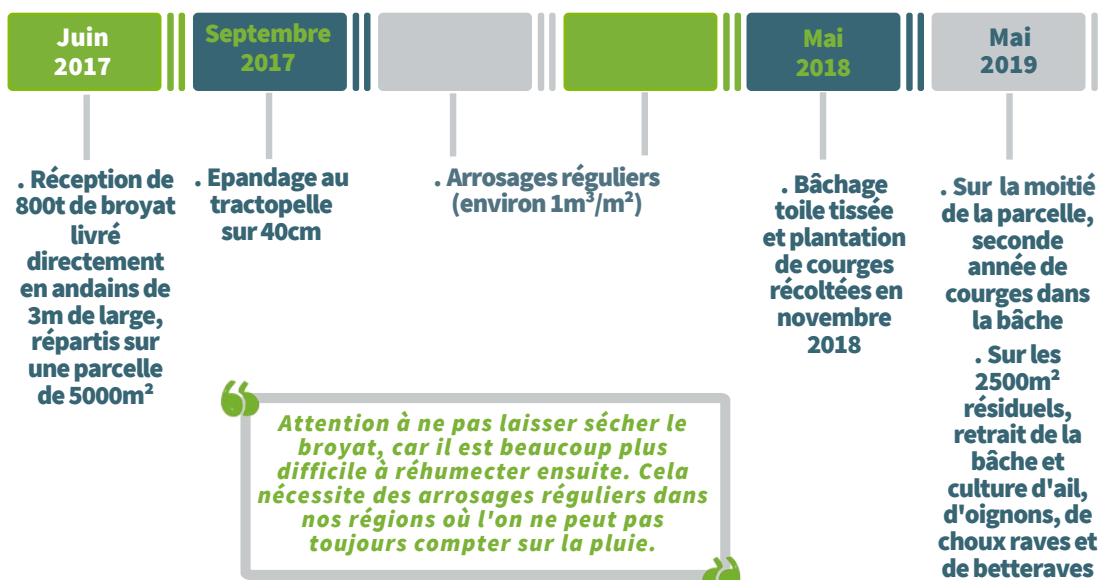 Juin
2017
Septembre
2017
Mai
2018
Mai
2019
. Réception de
800t de broyat
livré
directement
en andains de
3m de large,
répartis sur
une parcelle
de 5000m²
. Epandage au
tractopelle
sur 40cm
. Arrosages réguliers
(environ 1m³/m²)
. Bâchage
toile tissée
et plantation
de courges
récoltées en
novembre
2018
. Sur la moitié
de la parcelle,
seconde
année de
courges dans
la bâche
. Sur les
2500m²
résiduels,
retrait de la
bâche et
culture d'ail,
d'oignons, de
choux raves et
de betteraves
Attention à ne pas laisser sécher le
broyat, car il est beaucoup plus
difficile à réhumecter ensuite. Cela
nécessite des arrosages réguliers dans
nos régions où l'on ne peut pas
toujours compter sur la pluie.